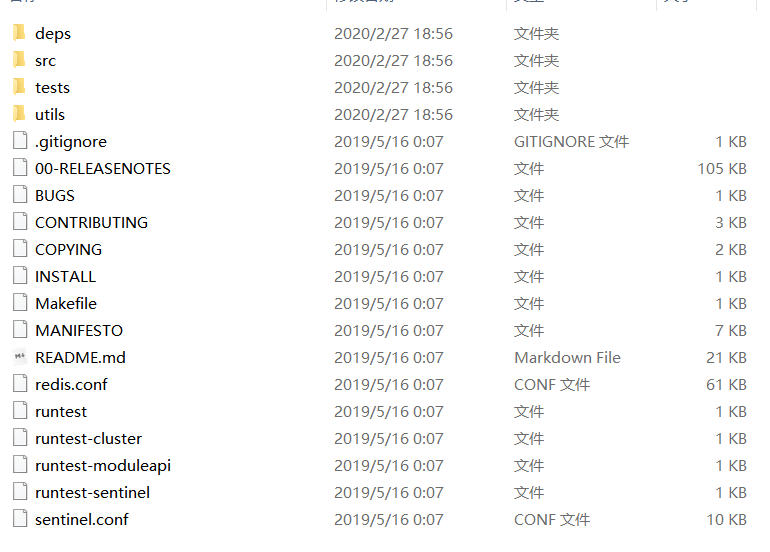 deps 2020/2/27 18:56 文件夹
src 2020/2/27 18:56 文件夹
tests 2020/2/27 18:56 文件夹
utils 2020/2/27 18:56 文件夹
.gitignore 2019/5/16 0:07 GITIGNORE 文件 1 KB
00-RELEASENOTES 2019/5/16 0:07 文件 105 KB
BUGS 2019/5/16 0:07 文件 1 KB
CONTRIBUTING 2019/5/16 0:07 文件 3 KB
COPYING 2019/5/16 0:07 文件 2 KB
INSTALL 2019/5/16 0:07 文件 1 KB
Makefile 2019/5/16 0:07 文件 1 KB
MANIFESTO 2019/5/16 0:07 文件 7 KB
README.md 2019/5/16 0:07 Markdown File 21 KB
redis.conf 2019/5/16 0:07 CONF 文件 61 KB
runtest 2019/5/16 0:07 文件 1 KB
runtest-cluster 2019/5/16 0:07 文件 1 KB
runtest-moduleapi 2019/5/16 0:07 文件 1 KB
runtest-sentinel 2019/5/16 0:07 文件 1 KB
sentinel.conf 2019/5/16 0:07 CONF 文件 10 KB